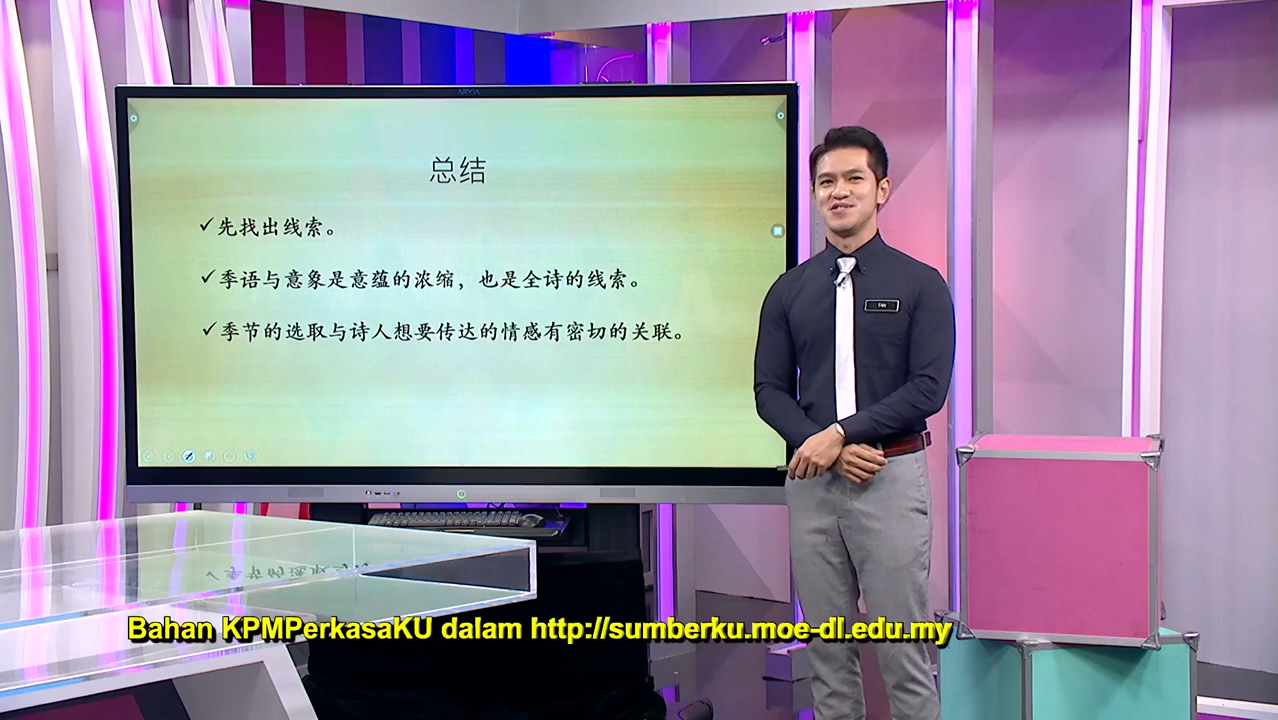 总结
✓先找出线索。
✓季语与意象是意蕴的浓缩，也是全诗的线索。
✓季节的选取与诗人想要传达的情感有密切的关联。
TAN
Bahan KPMPerkasaKU dalam http://sumberku.moe-dl.edu.my